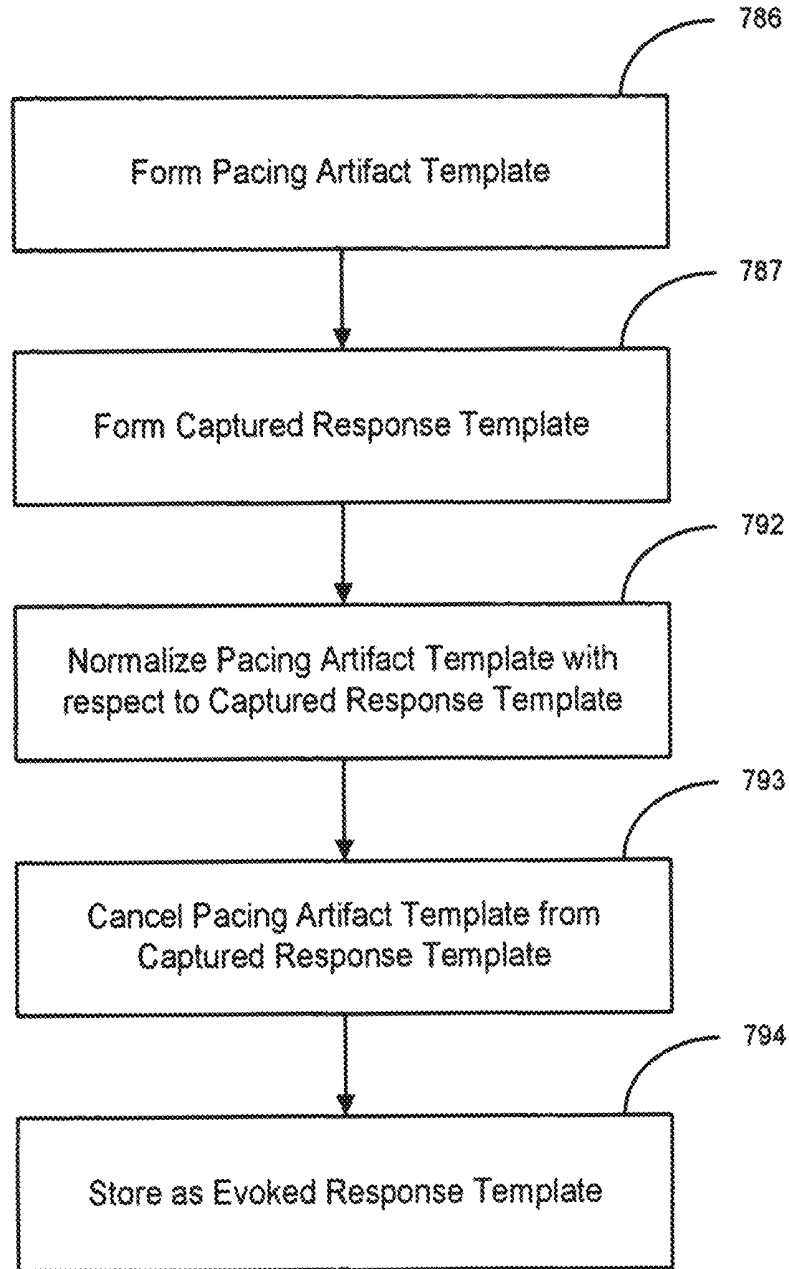 786
Form Pacing Artifact Template
787
Form Captured Response Template
792
Normalize Pacing Artifact Template with
respect to Captured Response Template
793
Cancel Pacing Artifact Template from
Captured Response Template
794
Store as Evoked Response Template